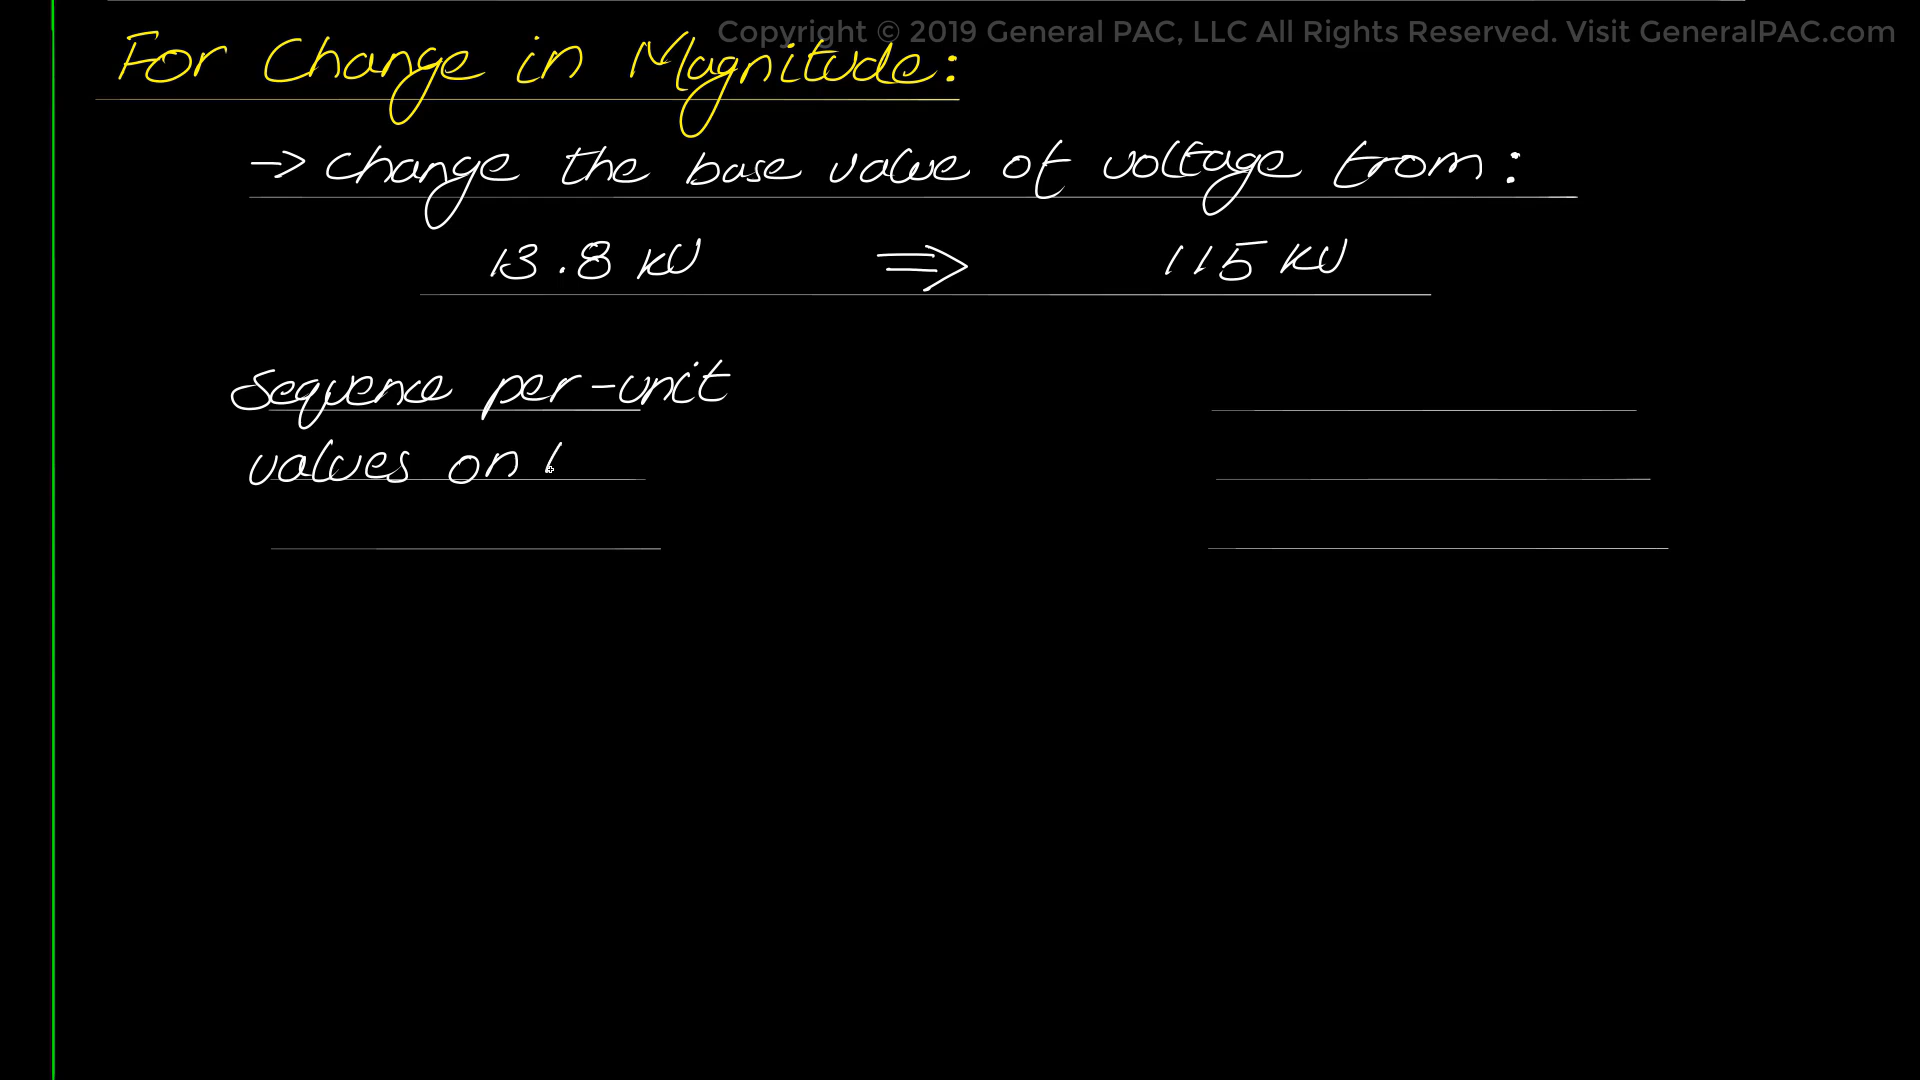 Copyright © 2019 General PAC, LLC All Rights Reserved. Visit GeneralPAC.com
For Change in Magnitude:
→ change the base value of voltage from:
13.8 kV ⇒ 115 kV
Sequence per-unit
values on